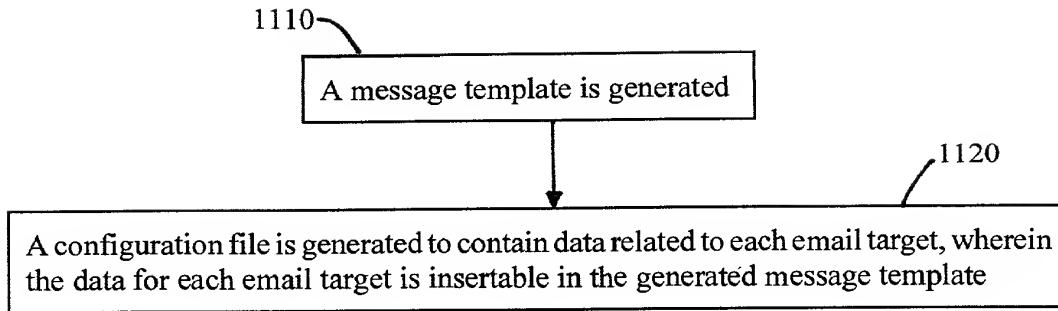 1110
A message template is generated
1120
A configuration file is generated to contain data related to each email target, wherein
the data for each email target is insertable in the generated message template